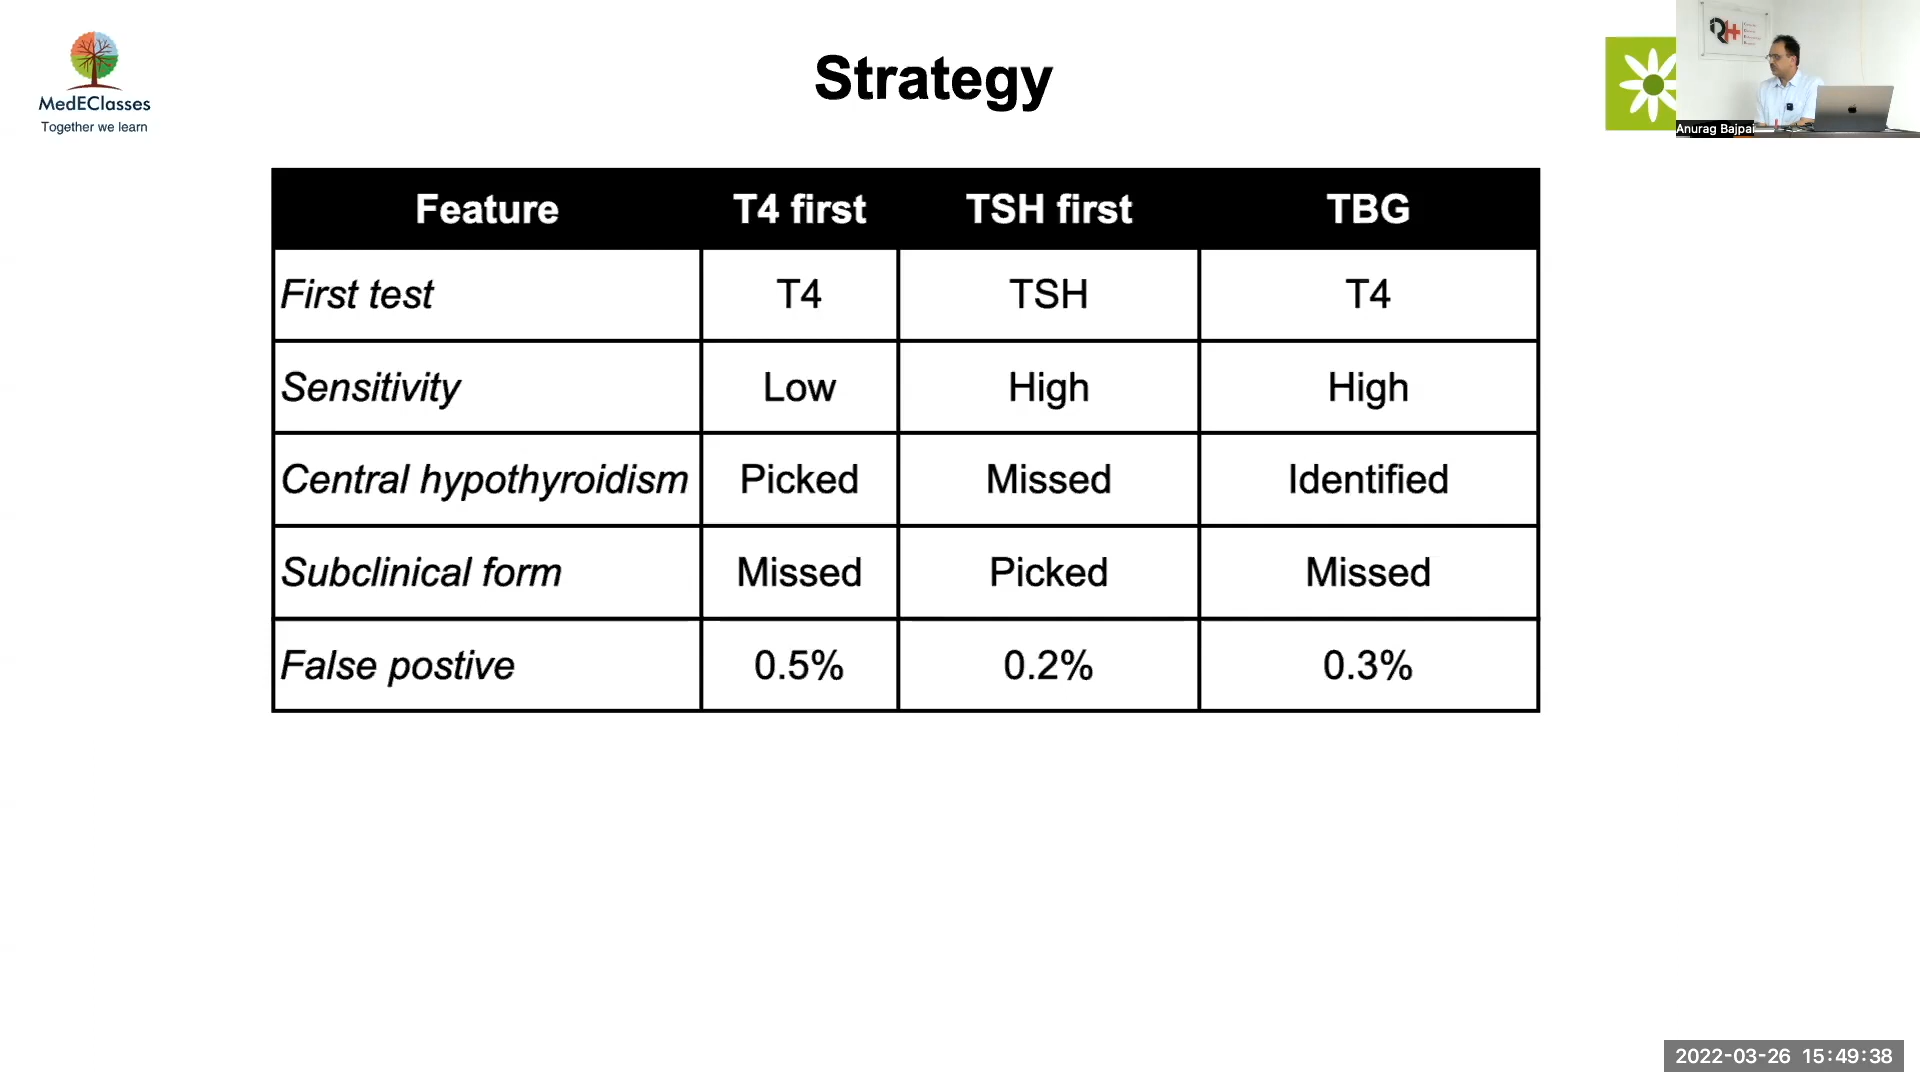 MedEClasses
Together we learn
Strategy
Anurag Bajpai
Feature T4 first TSH first TBG
First test T4 TSH T4
Sensitivity Low High High
Central hypothyroidism Picked Missed Identified
Subclinical form Missed Picked Missed
False postive 0.5% 0.2% 0.3%
2022-03-26 15:49:38